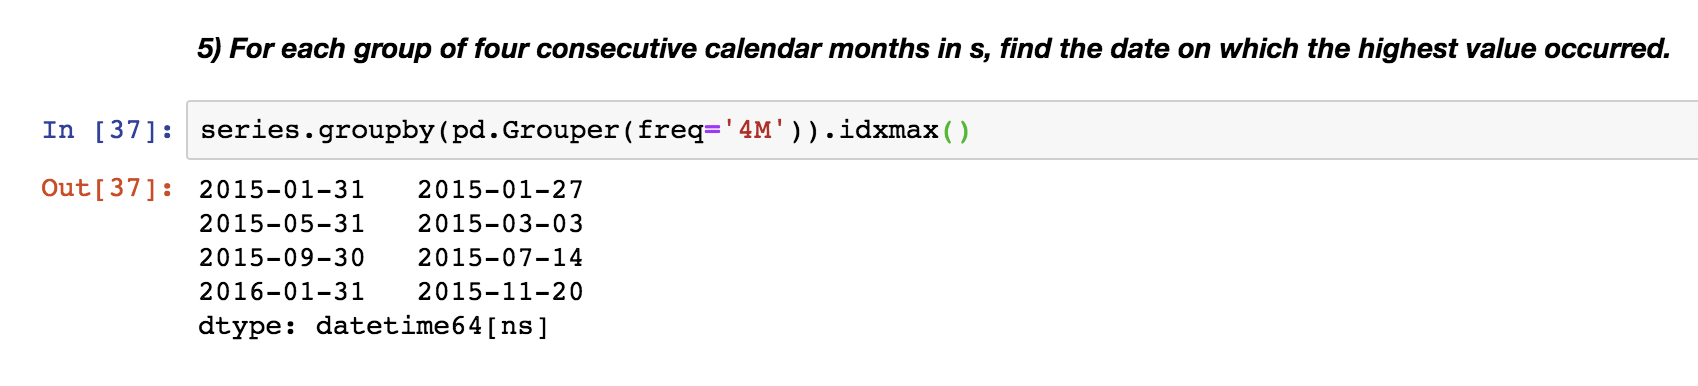 5) For each group of four consecutive calendar months in s, find the date on which the highest value occurred.
In [37]: series.groupby(pd.Grouper(freq='4M')).idxmax()
Out[37]: 2015-01-31   2015-01-27
2015-05-31   2015-03-03
2015-09-30   2015-07-14
2016-01-31   2015-11-20
dtype: datetime64[ns]